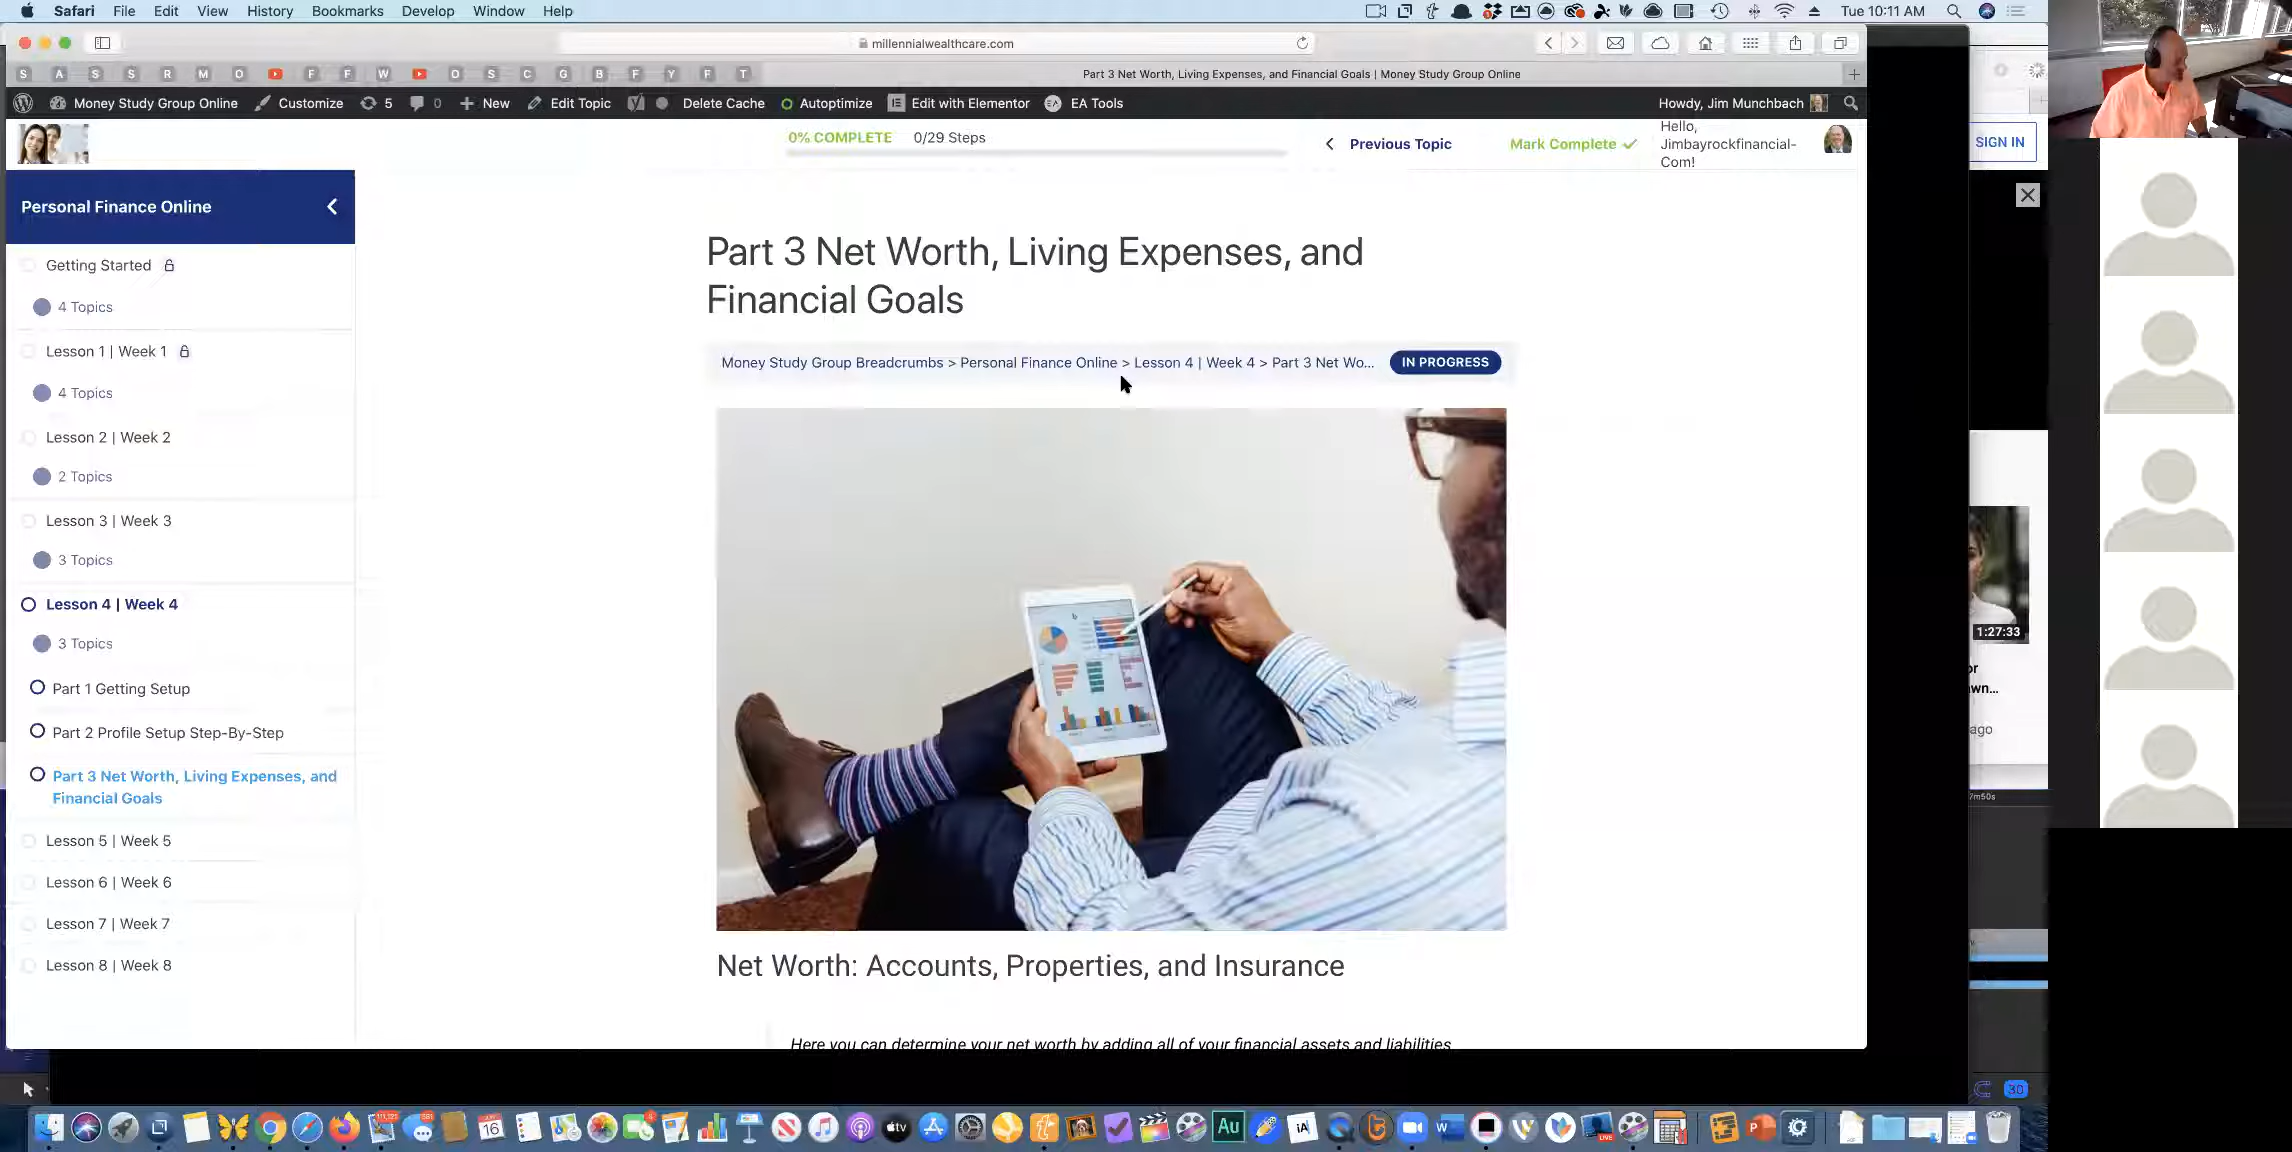 Safari File Edit View History Bookmarks Develop Window Help Tue 10:11 AM
millennialwealthcare.com
S A S S R M O F F W O S C G B F Y F T Part 3 Net Worth, Living Expenses, and Financial Goals | Money Study Group Online
Money Study Group Online Customize 5 0 New Edit Topic Delete Cache Autoptimize Edit with Elementor EA Tools Howdy, Jim Munchbach
0% COMPLETE 0/29 Steps Previous Topic Mark Complete
Hello,
Jimbayrockfinancial-
Com!
SIGN IN
Personal Finance Online
Getting Started
4 Topics
Lesson 1 | Week 1
4 Topics
Lesson 2 | Week 2
2 Topics
Lesson 3 | Week 3
3 Topics
Lesson 4 | Week 4
3 Topics
Part 1 Getting Setup
Part 2 Profile Setup Step-By-Step
Part 3 Net Worth, Living Expenses, and
Financial Goals
Lesson 5 | Week 5
Lesson 6 | Week 6
Lesson 7 | Week 7
Lesson 8 | Week 8
Part 3 Net Worth, Living Expenses, and
Financial Goals
Money Study Group Breadcrumbs > Personal Finance Online > Lesson 4 | Week 4 > Part 3 Net Wo... IN PROGRESS
Net Worth: Accounts, Properties, and Insurance
Here you can determine your net worth by adding all of your financial assets and liabilities.
1:27:33
or
awn...
ago
7m50s
30
16
tv
Au
iA
W
P
LIVE